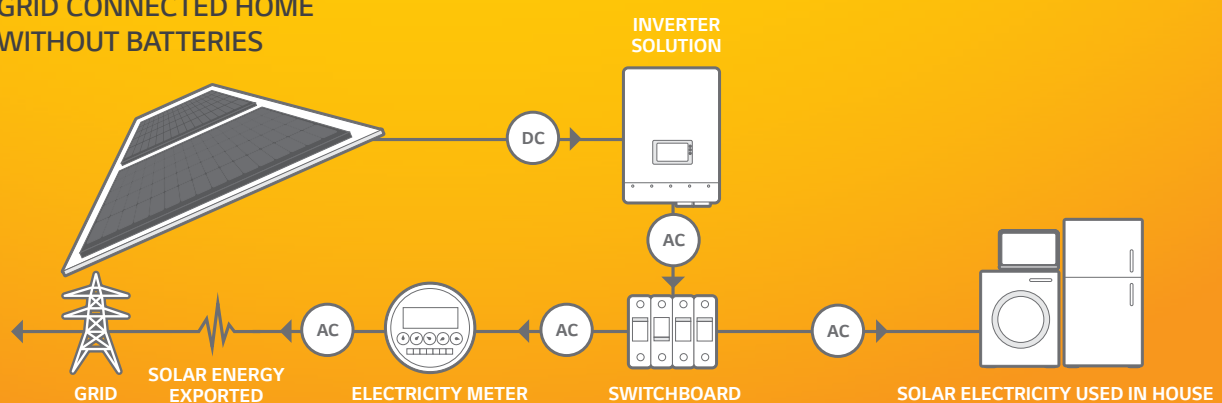 GRID CONNECTED HOME
WITHOUT BATTERIES
INVERTER
SOLUTION
DC
AC
AC
AC
AC
GRID
SOLAR ENERGY
EXPORTED
ELECTRICITY METER
SWITCHBOARD
SOLAR ELECTRICITY USED IN HOUSE